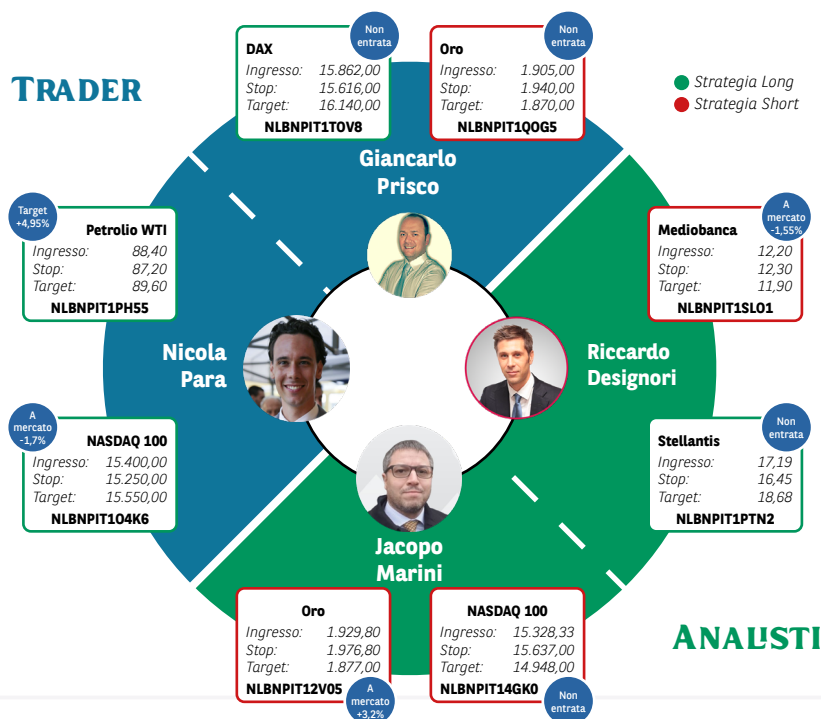 TRADER
Non
entrata
DAX
Ingresso: 15.862,00
Stop: 15.616,00
Target: 16.140,00
NLBNPIT1TOV8
Non
entrata
Oro
Ingresso: 1.905,00
Stop: 1.940,00
Target: 1.870,00
NLBNPIT1QOG5
Strategia Long
Strategia Short
Giancarlo
Prisco
Target
+4,95%
Petrolio WTI
Ingresso: 88,40
Stop: 87,20
Target: 89,60
NLBNPIT1PH55
A
mercato
-1,55%
Mediobanca
Ingresso: 12,20
Stop: 12,30
Target: 11,90
NLBNPIT1SLO1
Nicola
Para
Riccardo
Designori
A
mercato
-1,7%
NASDAQ 100
Ingresso: 15.400,00
Stop: 15.250,00
Target: 15.550,00
NLBNPIT1O4K6
Non
entrata
Stellantis
Ingresso: 17,19
Stop: 16,45
Target: 18,68
NLBNPIT1PTN2
Jacopo
Marini
Oro
Ingresso: 1.929,80
Stop: 1.976,80
Target: 1.877,00
NLBNPIT12V05
A
mercato
+3,2%
NASDAQ 100
Ingresso: 15.328,33
Stop: 15.637,00
Target: 14.948,00
NLBNPIT14GK0
Non
entrata
ANALISTI